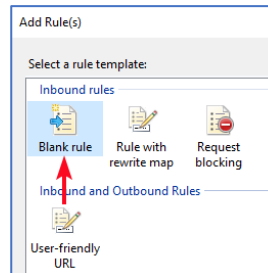 Add Rule(s)
Select a rule template:
Inbound rules
Blank rule
Rule with
rewrite map
Request
blocking
Inbound and Outbound Rules
User-friendly
URL